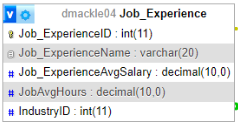 dmackle04 Job_Experience
Job_ExperienceID : int(11)
Job_ExperienceName : varchar(20)
Job_ExperienceAvgSalary : decimal(10,0)
JobAvgHours : decimal(10,0)
IndustryID : int(11)